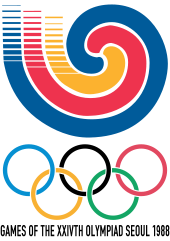 GAMES OF THE XXIVTH OLYMPIAD SEOUL 1988